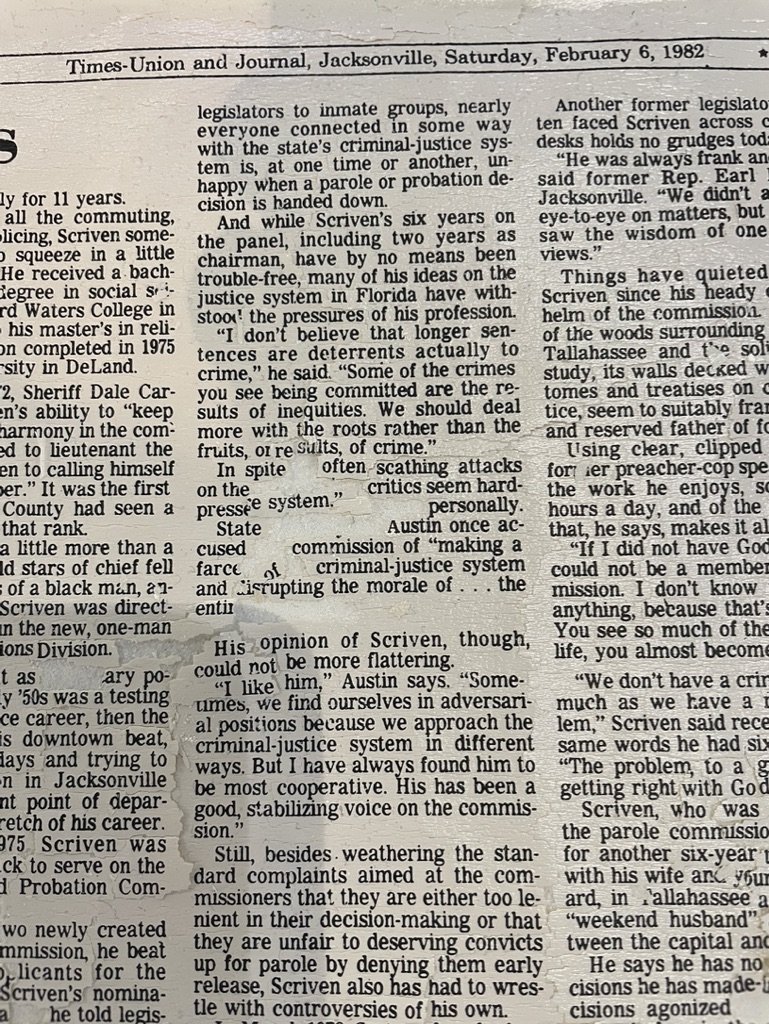 Times-Union and Journal, Jacksonville, Saturday, February 6, 1982 ★
s
ly for 11 years.
all the commuting,
licing, Scriven some-
squeeze in a little
He received a bach-
degree in social
rd Waters College in
his master's in reli-
on completed in 1975
rsity in DeLand.
2, Sheriff Dale Car-
en's ability to "keep
harmony in the com-
ed to lieutenant the
en to calling himself
per." It was the first
County had seen a
that rank.
a little more than a
ld stars of chief fell
of a black man, an-
Scriven was direct-
un the new, one-man
ions Division.
t as ary po-
y '50s was a testing
ce career, then the
is downtown beat,
days and trying to
n in Jacksonville
nt point of depar-
retch of his career.
975 Scriven was
ck to serve on the
d Probation Com-
wo newly created
mmission, he beat
licants for the
Scriven's nomina-
a he told legis-
legislators to inmate groups, nearly
everyone connected in some way
with the state's criminal-justice sys-
tem is, at one time or another, un-
happy when a parole or probation de-
cision is handed down.
And while Scriven's six years on
the panel, including two years as
chairman, have by no means been
trouble-free, many of his ideas on the
justice system in Florida have with-
stood the pressures of his profession.
"I don't believe that longer sen-
tences are deterrents actually to
crime," he said. "Some of the crimes
you see being committed are the re-
sults of inequities. We should deal
more with the roots rather than the
fruits, or results, of crime."
In spite often scathing attacks
on the critics seem hard-
presse e system." personally.
State Austin once ac-
cused commission of "making a
farce of criminal-justice system
and disrupting the morale of . . . the
entir
His opinion of Scriven, though,
could not be more flattering.
"I like him," Austin says. "Some-
times, we find ourselves in adversari-
al positions because we approach the
criminal-justice system in different
ways. But I have always found him to
be most cooperative. His has been a
good, stabilizing voice on the commis-
sion."
Still, besides weathering the stan-
dard complaints aimed at the com-
missioners that they are either too le-
nient in their decision-making or that
they are unfair to deserving convicts
up for parole by denying them early
release, Scriven also has had to wres-
tle with controversies of his own.
Another former legislato
ten faced Scriven across c
desks holds no grudges toda
"He was always frank an
said former Rep. Earl
Jacksonville. "We didn't a
eye-to-eye on matters, but
saw the wisdom of one
views."
Things have quieted
Scriven since his heady
helm of the commission.
of the woods surrounding
Tallahassee and the soli
study, its walls decked w
tomes and treatises on c
tice, seem to suitably fra
and reserved father of fo
Using clear, clipped
former preacher-cop spe
the work he enjoys, so
hours a day, and of the
that, he says, makes it al
"If I did not have God
could not be a member
mission. I don't know
anything, because that's
You see so much of the
life, you almost become
"We don't have a crim
much as we have a
lem," Scriven said rece
same words he had six
"The problem, to a g
getting right with God
Scriven, who was
the parole commissio
for another six-year
with his wife and your
ard, in Tallahassee a
"weekend husband"
tween the capital and
He says he has no
cisions he has made
cisions agonized